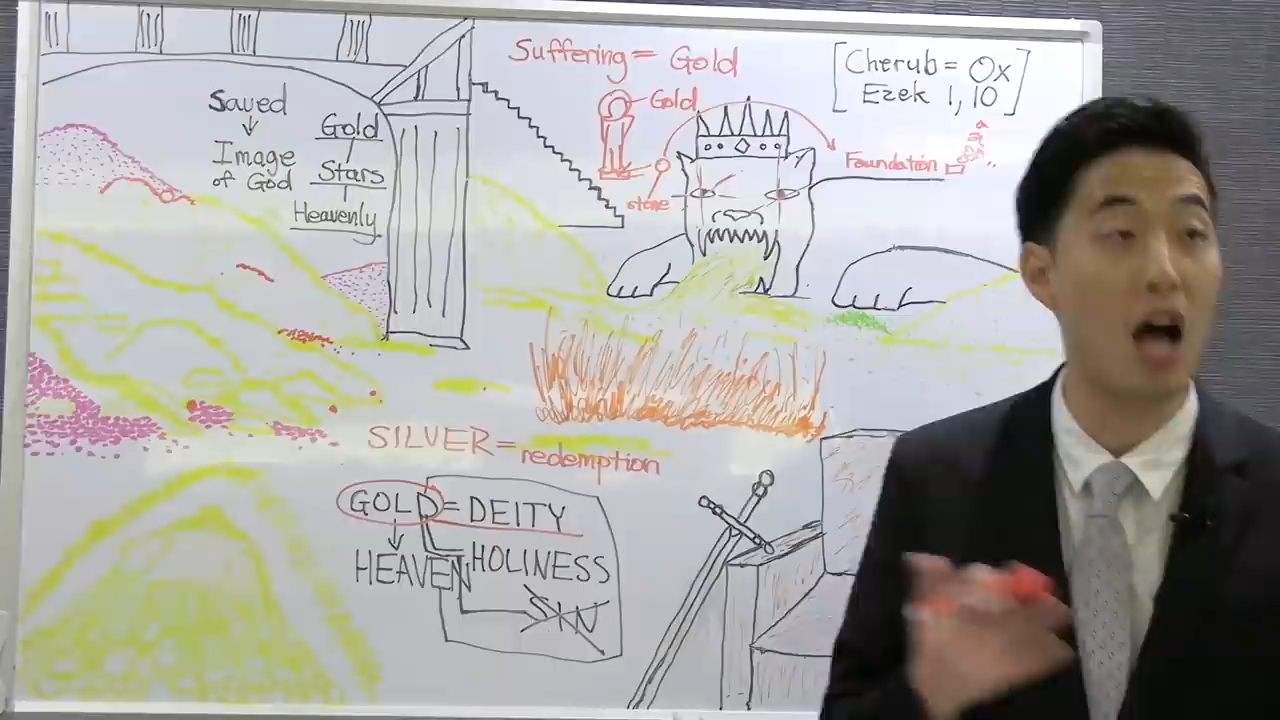 Suffering = Gold
[Cherub = Ox
Ezek 1, 10]
Saved
↓
Image
of God
Gold
Stars
Heavenly
Gold
stone
Foundation
SILVER = redemption
GOLD = DEITY
HEAVEN
HOLINESS
SIN